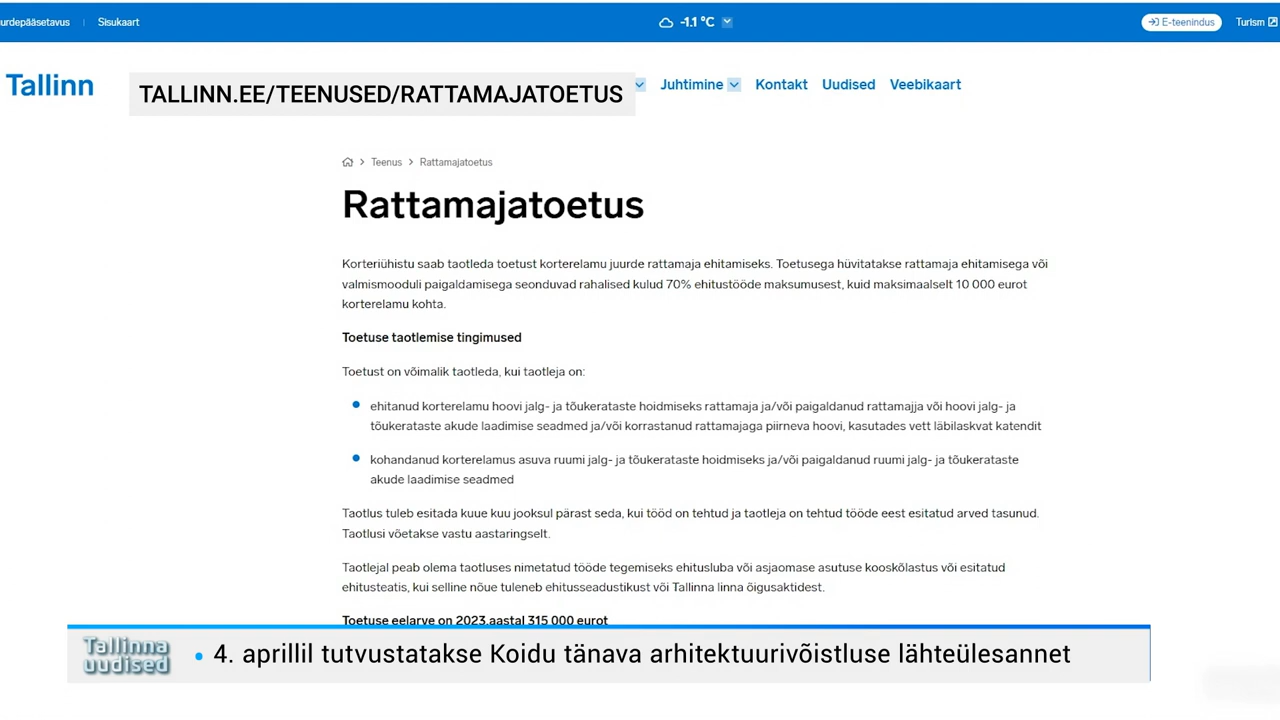 urdepääsetavus
Sisukaart
-1.1 °C
E-teenindus
Turism
Tallinn
TALLINN.EE/TEENUSED/RATTAMAJATOETUS
Juhtimine
Kontakt
Uudised
Veebikaart
Teenus > Rattamajatoetus
Rattamajatoetus
Korteriühistu saab taotleda toetust korterelamu juurde rattamaja ehitamiseks. Toetusega hüvitatakse rattamaja ehitamisega või
valmismooduli paigaldamisega seonduvad rahalised kulud 70% ehitustööde maksumusest, kuid maksimaalselt 10 000 eurot
korterelamu kohta.
Toetuse taotlemise tingimused
Toetust on võimalik taotleda, kui taotleja on:
ehitanud korterelamu hoovi jalg- ja tõukerataste hoidmiseks rattamaja ja/või paigaldanud rattamajja või hoovi jalg- ja
tõukerataste akude laadimise seadmed ja/või korrastanud rattamajaga piirneva hoovi, kasutades vett läbilaskvat katendit
kohandanud korterelamus asuva ruumi jalg- ja tõukerataste hoidmiseks ja/või paigaldanud ruumi jalg- ja tõukerataste
akude laadimise seadmed
Taotlus tuleb esitada kuue kuu jooksul pärast seda, kui tööd on tehtud ja taotleja on tehtud tööde eest esitatud arved tasunud.
Taotlusi võetakse vastu aastaringselt.
Taotlejal peab olema taotluses nimetatud tööde tegemiseks ehitusluba või asjaomase asutuse kooskõlastus või esitatud
ehitusteatis, kui selline nõue tuleneb ehitusseadustikust või Tallinna linna õigusaktidest.
Toetuse eelarve on 2023.aastal 315 000 eurot
Tallinna
uudised
• 4. aprillil tutvustatakse Koidu tänava arhitektuurivõistluse lähteülesannet